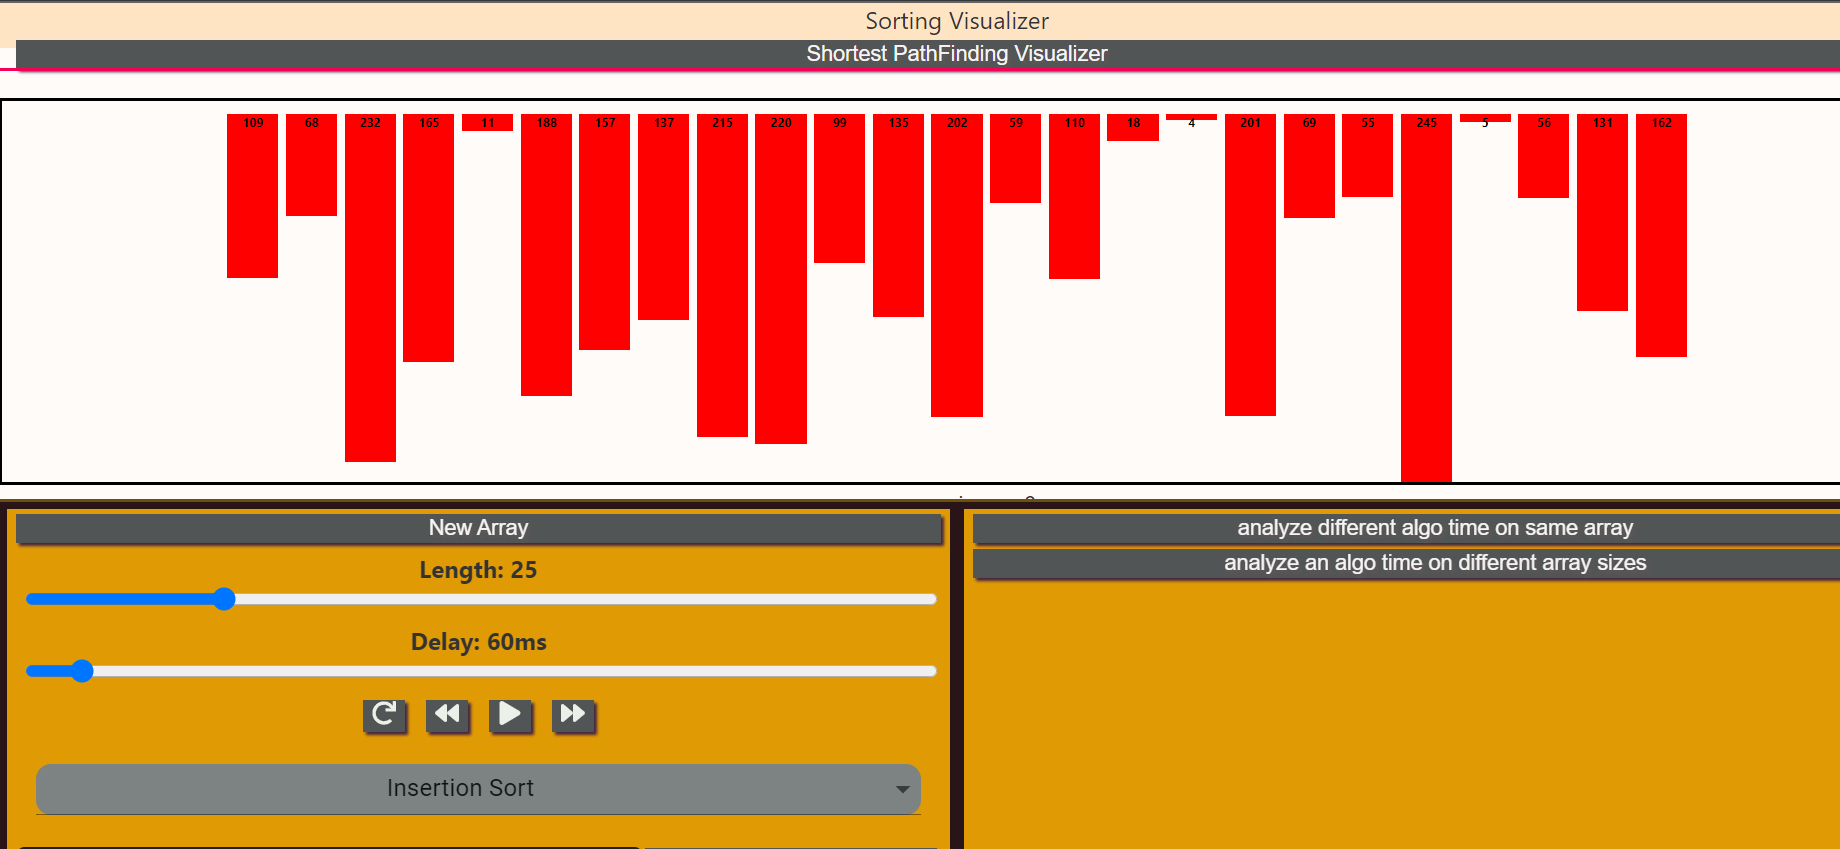 Sorting Visualizer
Shortest PathFinding Visualizer
109 68 232 165 11 188 157 137 215 220 99 135 202 59 110 18 4 201 69 55 245 5 56 131 162
New Array
analyze different algo time on same array
Length: 25
analyze an algo time on different array sizes
Delay: 60ms
Insertion Sort